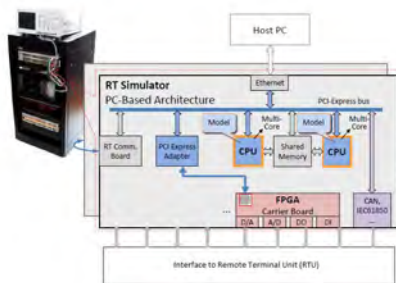 Host PC
RT Simulator
PC-Based Architecture
Ethernet
PCI-Express bus
Model
Multi-
Core
Model
Multi-
Core
RT Comm.
Board
PCI Express
Adapter
CPU
Shared
Memory
CPU
...
FPGA
Carrier Board
D/A
A/D
DO
DI
CAN,
IEC61850
...
Interface to Remote Terminal Unit (RTU)